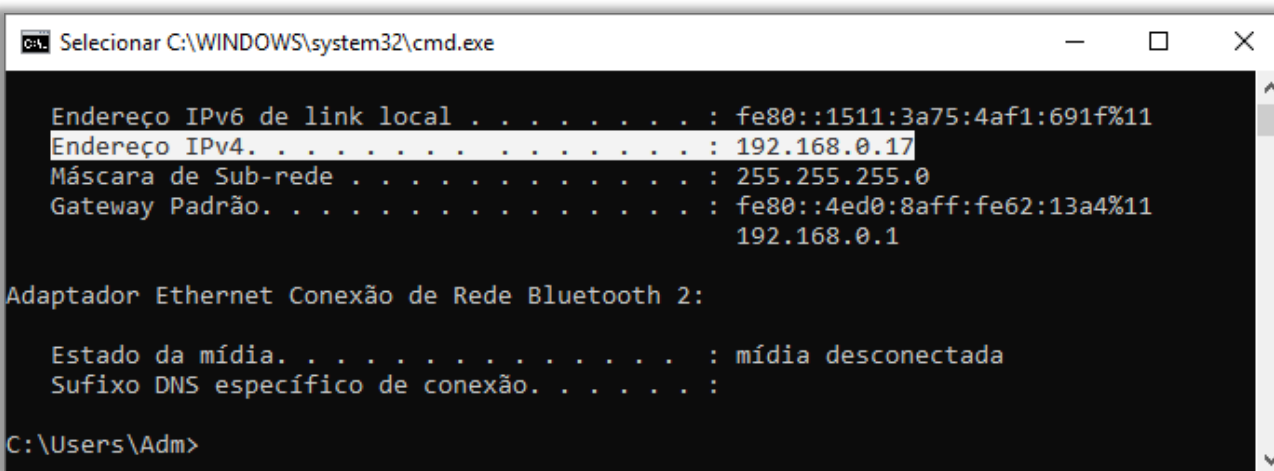 Selecionar C:\WINDOWS\system32\cmd.exe
Endereço IPv6 de link local . . . . . . . . : fe80::1511:3a75:4af1:691f%11
Endereço IPv4. . . . . . . . . . . . . . . : 192.168.0.17
Máscara de Sub-rede . . . . . . . . . . . . : 255.255.255.0
Gateway Padrão. . . . . . . . . . . . . . . : fe80::4ed0:8aff:fe62:13a4%11
192.168.0.1
Adaptador Ethernet Conexão de Rede Bluetooth 2:
Estado da mídia. . . . . . . . . . . . . . : mídia desconectada
Sufixo DNS específico de conexão. . . . . . :
C:\Users\Adm>